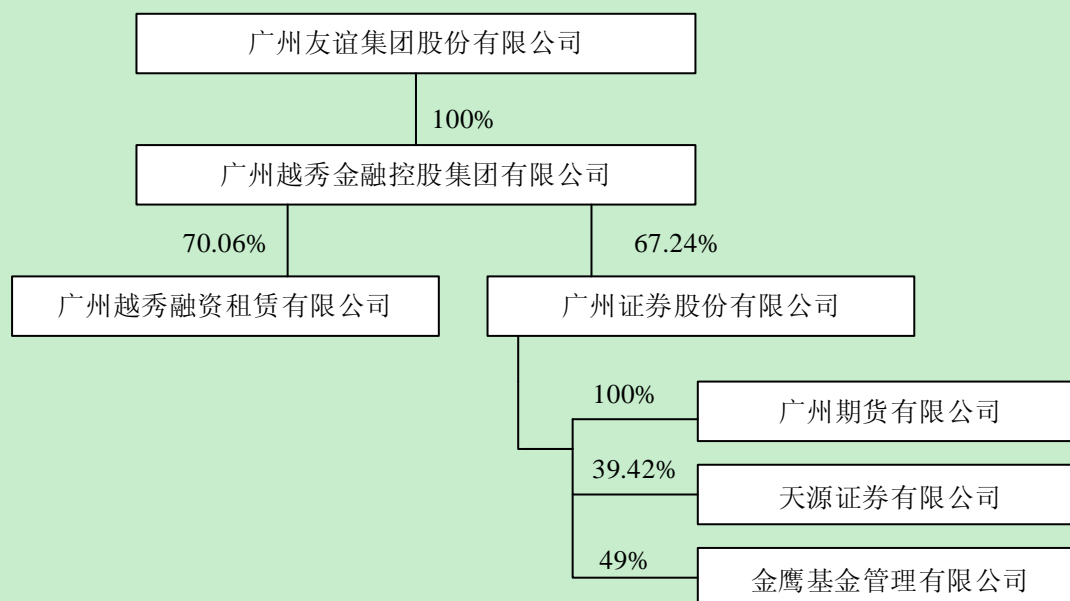 广州友谊集团股份有限公司
100%
广州越秀金融控股集团有限公司
70.06%
67.24%
广州越秀融资租赁有限公司
广州证券股份有限公司
100%
广州期货有限公司
39.42%
天源证券有限公司
49%
金鹰基金管理有限公司